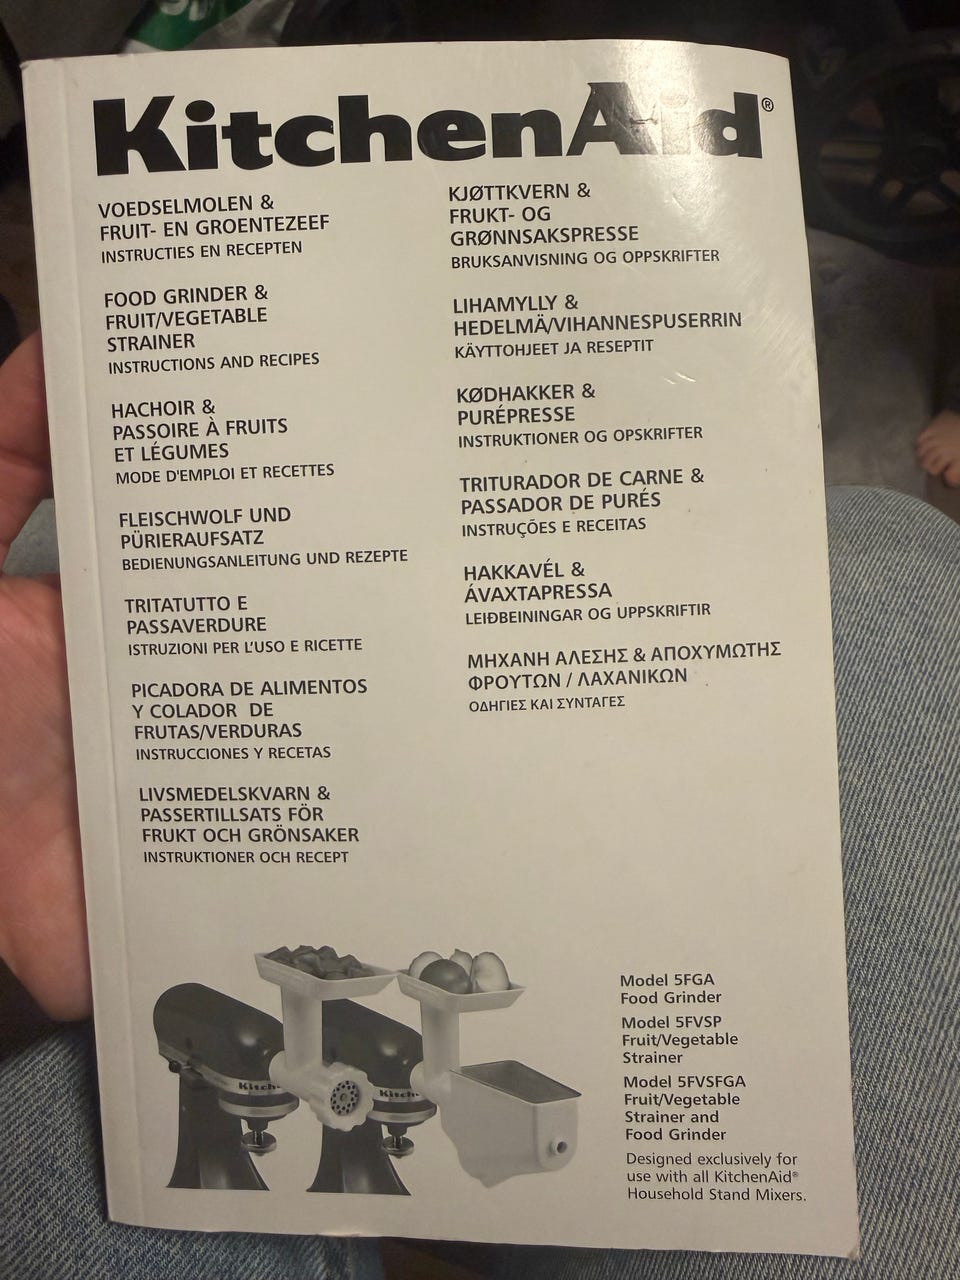 KitchenAid®
VOEDSELMOLEN &
FRUIT- EN GROENTEZEEF
INSTRUCTIES EN RECEPTEN
FOOD GRINDER &
FRUIT/VEGETABLE
STRAINER
INSTRUCTIONS AND RECIPES
HACHOIR &
PASSOIRE À FRUITS
ET LÉGUMES
MODE D'EMPLOI ET RECETTES
FLEISCHWOLF UND
PÜRIERAUFSATZ
BEDIENUNGSANLEITUNG UND REZEPTE
TRITATUTTO E
PASSAVERDURE
ISTRUZIONI PER L'USO E RICETTE
PICADORA DE ALIMENTOS
Y COLADOR DE
FRUTAS/VERDURAS
INSTRUCCIONES Y RECETAS
LIVSMEDELSKVARN &
PASSERTILLSATS FÖR
FRUKT OCH GRÖNSAKER
INSTRUKTIONER OCH RECEPT
KJØTTKVERN &
FRUKT- OG
GRØNNSAKSPRESSE
BRUKSANVISNING OG OPPSKRIFTER
LIHAMYLLY &
HEDELMÄ/VIHANNESPUSERRIN
KÄYTTOHJEET JA RESEPTIT
KØDHAKKER &
PURÉPRESSE
INSTRUKTIONER OG OPSKRIFTER
TRITURADOR DE CARNE &
PASSADOR DE PURÉS
INSTRUÇÕES E RECEITAS
HAKKAVÉL &
ÁVAXTAPRESSA
LEIÐBEININGAR OG UPPSKRIFTIR
ΜΗΧΑΝΗ ΑΛΕΣΗΣ & ΑΠΟΧΥΜΩΤΗΣ
ΦΡΟΥΤΩΝ / ΛΑΧΑΝΙΚΩΝ
ΟΔΗΓΙΕΣ ΚΑΙ ΣΥΝΤΑΓΕΣ
Kitch
Kitch
Model 5FGA
Food Grinder
Model 5FVSP
Fruit/Vegetable
Strainer
Model 5FVSFGA
Fruit/Vegetable
Strainer and
Food Grinder
Designed exclusively for
use with all KitchenAid®
Household Stand Mixers.